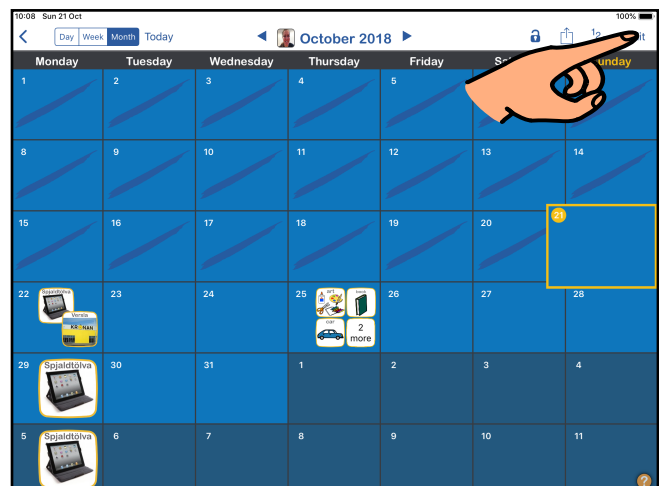 10:08 Sun 21 Oct 100%
Day Week Month Today October 2018 it
Monday Tuesday Wednesday Thursday Friday
1 2 3 4 5
8 9 10 11 12 13 14
15 16 17 18 19 20 21
22 Spjaldtölva Versla 23 24 25 art book 26 27 28
car 2 more
29 Spjaldtölva 30 31 1 2 3 4
5 Spjaldtölva 6 7 8 9 10 11
?